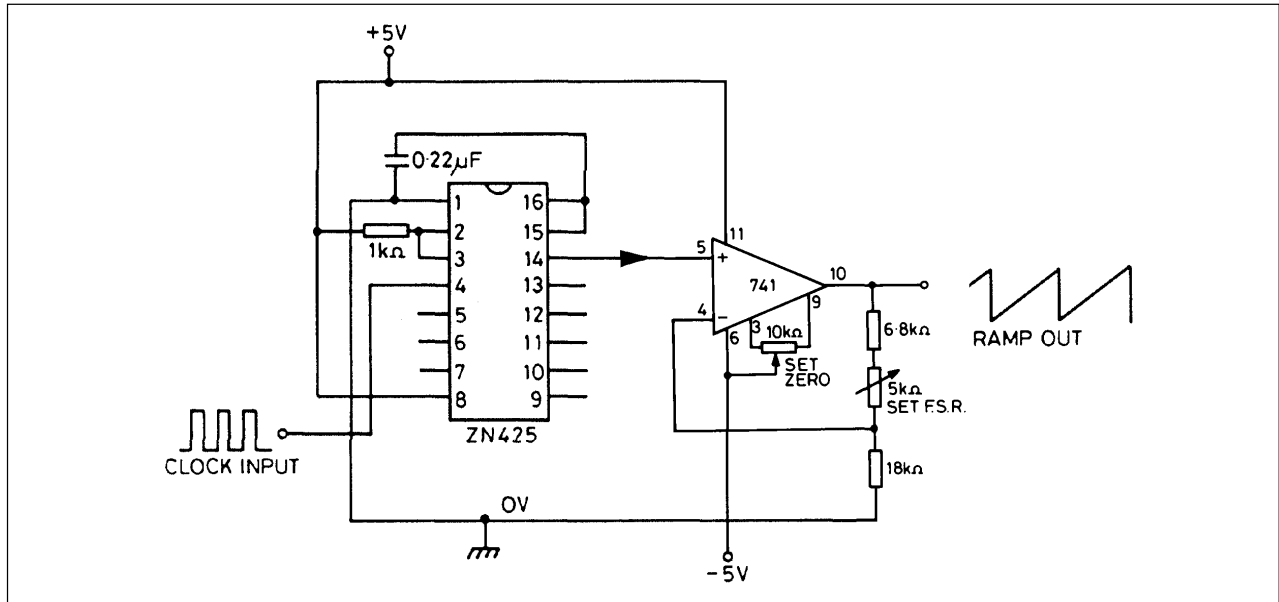 +5V
0·22μF
1 16
1kΩ 2 15
3 14
4 13
5 12
6 11
7 10
8 9
ZN425
CLOCK INPUT
0V
5 + 11
741 10
4 − 6 3 9
10kΩ
SET
ZERO
6·8kΩ
5kΩ
SET F.S.R.
18kΩ
RAMP OUT
-5V